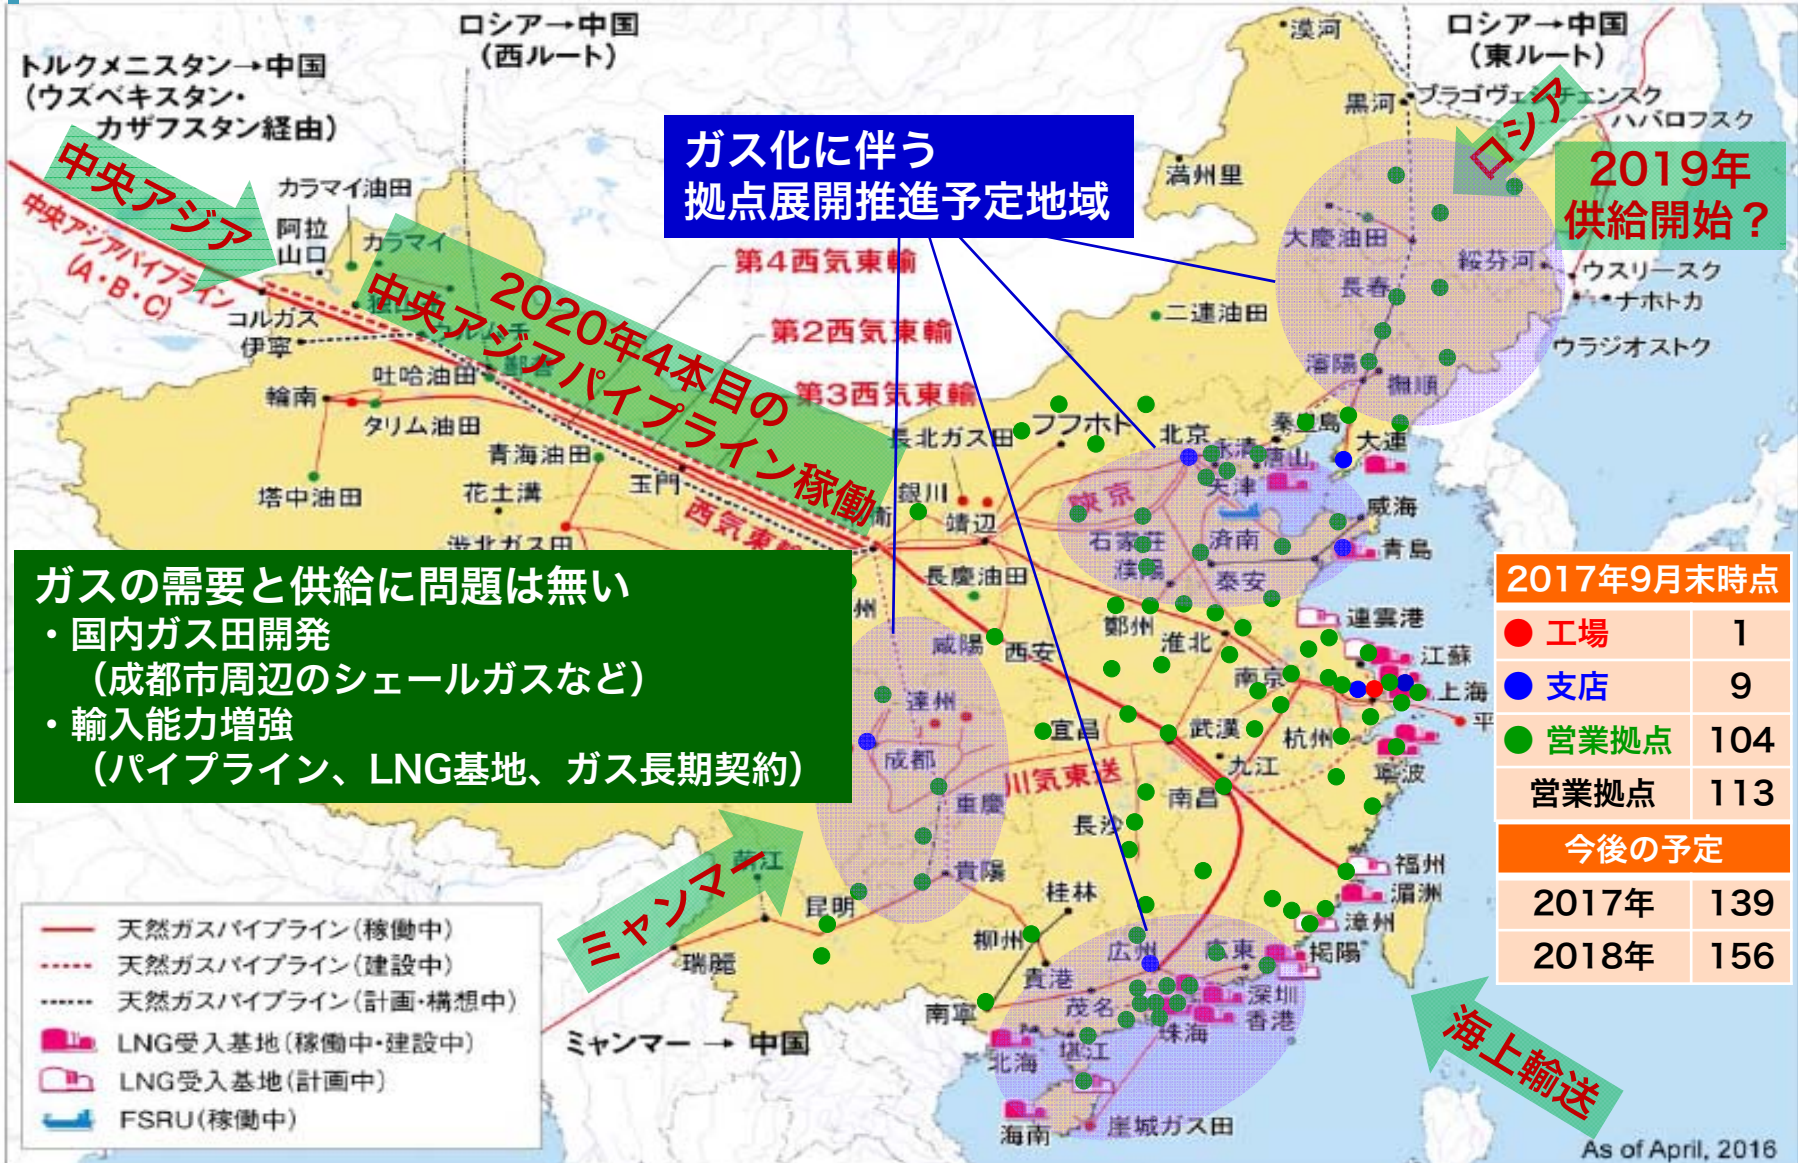 ロシア→中国
(西ルート)
ロシア→中国
(東ルート)
トルクメニスタン→中国
(ウズベキスタン・
カザフスタン経由)
漠河
黒河
ブラゴヴェシチェンスク
ハバロフスク
ロシア
2019年
供給開始？
ガス化に伴う
拠点展開推進予定地域
満州里
中央アジア
中央アジアパイプライン
(A・B・C)
カラマイ油田
阿拉
山口
カラマイ
独山子
ウルムチ
鄯善
コルガス
伊寧
吐哈油田
輪南
タリム油田
塔中油田
青海油田
花土溝
玉門
2020年4本目の
中央アジアパイプライン稼働
第4西気東輸
第2西気東輸
第3西気東輸
西気東輸
渋北ガス田
大慶油田
綏芬河
ウスリースク
ナホトカ
ウラジオストク
長春
二連油田
瀋陽
撫順
長北ガス田
フフホト
北京
永清
秦皇島
唐山
大連
天津
銀川
靖辺
陝京
威海
石家荘
済南
青島
濮陽
泰安
長慶油田
州
衛
連雲港
鄭州
淮北
咸陽
西安
江蘇
南京
上海
平
達州
宜昌
武漢
杭州
成都
九江
寧波
重慶
川気東送
南昌
長沙
ガスの需要と供給に問題は無い
・国内ガス田開発
（成都市周辺のシェールガスなど）
・輸入能力増強
（パイプライン、LNG基地、ガス長期契約）
2017年9月末時点
● 工場 1
● 支店 9
● 営業拠点 104
営業拠点 113
今後の予定
2017年 139
2018年 156
麗江
貴陽
桂林
福州
湄洲
昆明
漳州
ミャンマー
柳州
広州
広東
掲陽
瑞麗
貴港
深圳
南寧
茂名
香港
珠海
ミャンマー → 中国
北海
堪江
海南
崖城ガス田
海上輸送
天然ガスパイプライン(稼働中)
天然ガスパイプライン(建設中)
天然ガスパイプライン(計画・構想中)
LNG受入基地(稼働中・建設中)
LNG受入基地(計画中)
FSRU(稼働中)
As of April, 2016